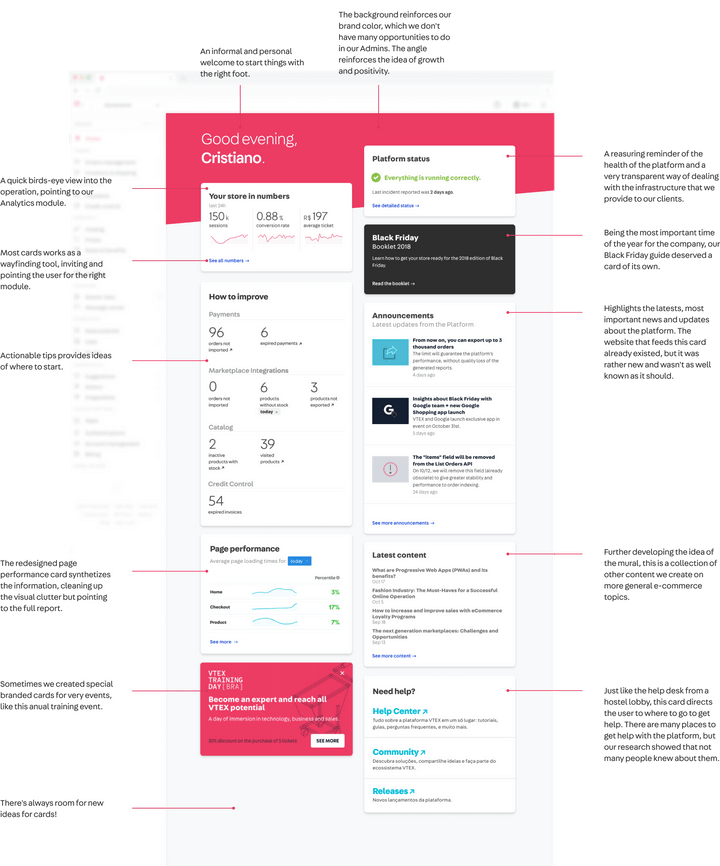 The background reinforces our
brand color, which we don't
have many opportunities to do
in our Admins. The angle
reinforces the idea of growth
and positivity.
An informal and personal
welcome to start things with
the right foot.
Good evening,
Cristiano.
A quick birds-eye view into the
operation, pointing to our
Analytics module.
Your store in numbers
last 24h
150 k
sessions
0.88 %
conversion rate
R$ 197
average ticket
See all numbers →
Most cards works as a
wayfinding tool, inviting and
pointing the user for the right
module.
Platform status
Everything is running correctly.
Last incident reported was 2 days ago.
See detailed status →
A reasuring reminder of the
health of the platform and a
very transparent way of dealing
with the infrastructure that we
provide to our clients.
Black Friday
Booklet 2018
Learn how to get your store ready for the 2018 edition of Black
Friday.
Read the booklet →
Being the most important time
of the year for the company, our
Black Friday guide deserved a
card of its own.
How to improve
Payments
96
orders not
imported ↗
6
expired payments ↗
Marketplace Integrations
0
orders not
imported
6
products
without stock
today
3
products not
exported ↗
Catalog
2
inactive
products with
stock ↗
39
visited
products ↗
Credit Control
54
expired invoices
Actionable tips provides ideas
of where to start.
Announcements
Latest updates from the Platform
From now on, you can export up to 3
thousand orders
The limit will guarantee the platform's
performance, without quality loss of the
generated reports.
4 days ago
Insights about Black Friday with
Google team + new Google
Shopping app launch
VTEX and Google launch exclusive app in
event on October 31st.
5 days ago
The "items" field will be removed
from the List Orders API
On 10/12, we will remove this field (already
obsolete) to give greater stability and
performance to order indexing.
24 days ago
See more announcements →
Highlights the latests, most
important news and updates
about the platform. The
website that feeds this card
already existed, but it was
rather new and wasn't as well
known as it should.
Page performance
Average page loading times for
today
Percentile
Home 3%
Checkout 17%
Product 7%
See more →
The redesigned page
performance card synthetizes
the information, cleaning up
the visual clutter but pointing
to the full report.
Latest content
What are Progressive Web Apps (PWAs) and its
benefits?
Oct 17
Fashion Industry: The Must-Haves for a Successful
Online Operation
Oct 5
How to increase and improve sales with eCommerce
Loyalty Programs
Sep 18
The next generation marketplaces: Challenges and
Opportunities
Sep 13
See more content →
Further developing the idea of
the mural, this is a collection of
other content we create on
more general e-commerce
topics.
VTEX
TRAINING
DAY[BRA]
Become an expert and reach all
VTEX potential
A day of immersion in technology, business and sales.
20% discount on the purchase of 5 tickets
SEE MORE
Sometimes we created special
branded cards for very events,
like this anual training event.
Need help?
Help Center ↗
Tudo sobre a plataforma VTEX em um só lugar: tutoriais,
guias, perguntas frequentes, e muito mais.
Community ↗
Descubra soluções, compartilhe ideias e faça parte do
ecossistema VTEX.
Releases ↗
Novos lançamentos da plataforma.
Just like the help desk from a
hostel lobby, this card directs
the user to where to go to get
help. There are many places to
get help with the platform, but
our research showed that not
many people knew about them.
There's always room for new
ideas for cards!